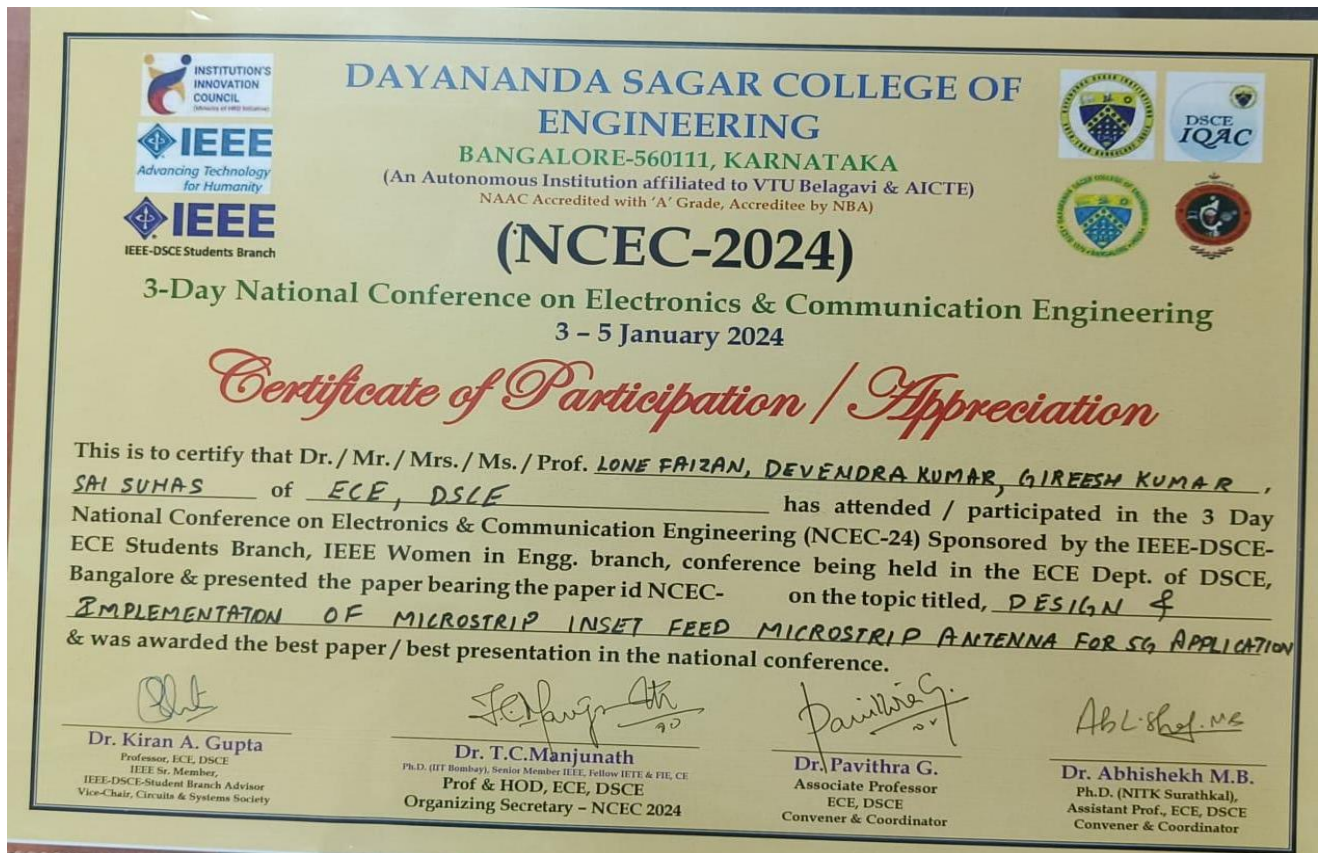 INSTITUTION'S
INNOVATION
COUNCIL
(Ministry of HRD Initiative)
IEEE
Advancing Technology
for Humanity
IEEE
IEEE-DSCE Students Branch
DAYANANDA SAGAR COLLEGE OF
ENGINEERING
BANGALORE-560111, KARNATAKA
(An Autonomous Institution affiliated to VTU Belagavi & AICTE)
NAAC Accredited with 'A' Grade, Accreditee by NBA)
DSCE
IQAC
(NCEC-2024)
3-Day National Conference on Electronics & Communication Engineering
3 – 5 January 2024
Certificate of Participation / Appreciation
This is to certify that Dr./ Mr./ Mrs./ Ms./ Prof. LONE FAIZAN, DEVENDRA KUMAR, GIREESH KUMAR,
SAI SUHAS of ECE, DSCE has attended / participated in the 3 Day
National Conference on Electronics & Communication Engineering (NCEC-24) Sponsored by the IEEE-DSCE-
ECE Students Branch, IEEE Women in Engg. branch, conference being held in the ECE Dept. of DSCE,
Bangalore & presented the paper bearing the paper id NCEC- on the topic titled, DESIGN &
IMPLEMENTATION OF MICROSTRIP INSET FEED MICROSTRIP ANTENNA FOR 5G APPLICATION
& was awarded the best paper / best presentation in the national conference.
Dr. Kiran A. Gupta
Professor, ECE, DSCE
IEEE Sr. Member,
IEEE-DSCE-Student Branch Advisor
Vice-Chair, Circuits & Systems Society
Dr. T.C.Manjunath
Ph.D. (IIT Bombay), Senior Member IEEE, Fellow IETE & FIE, CE
Prof & HOD, ECE, DSCE
Organizing Secretary – NCEC 2024
Pavithra G.
Dr. Pavithra G.
Associate Professor
ECE, DSCE
Convener & Coordinator
Abhishek.MB
Dr. Abhishekh M.B.
Ph.D. (NITK Surathkal),
Assistant Prof., ECE, DSCE
Convener & Coordinator